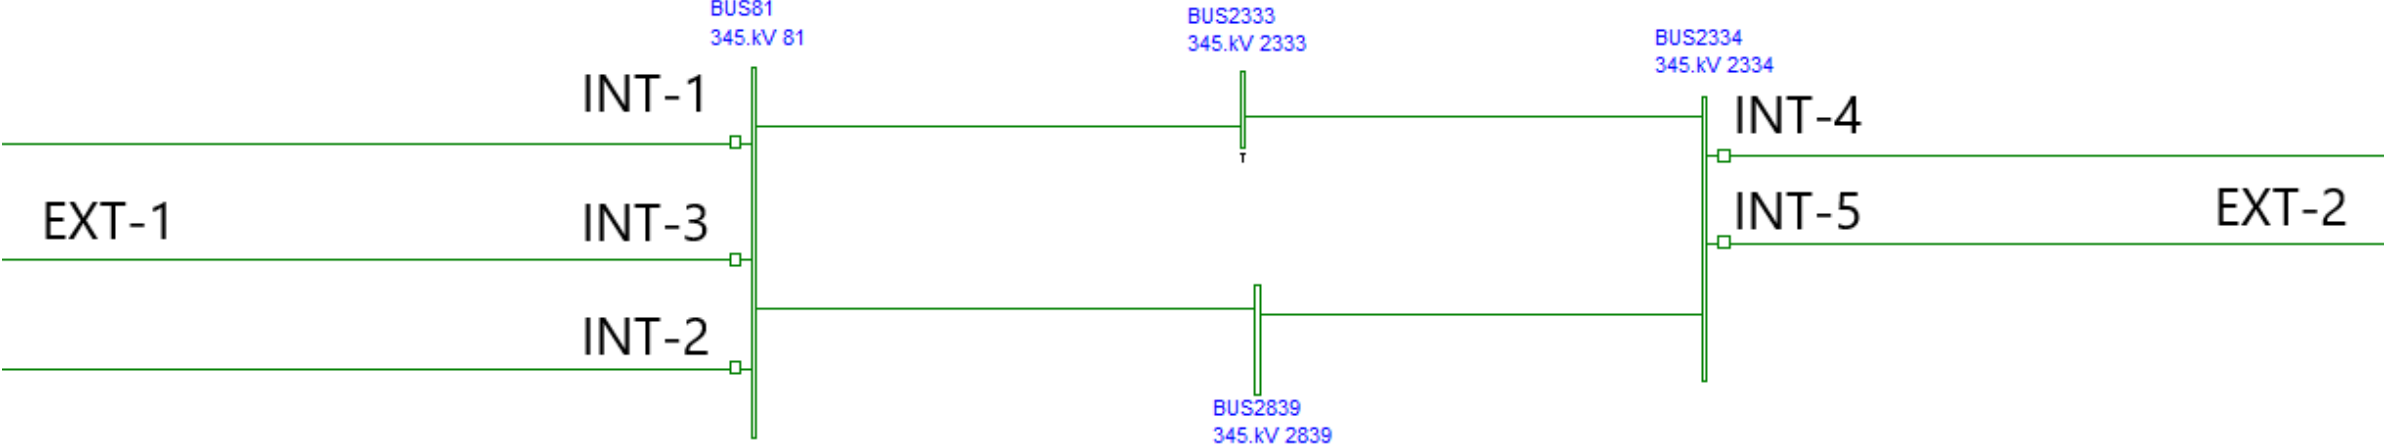 BUS81
345.kV 81
BUS2333
345.kV 2333
BUS2334
345.kV 2334
INT-1
INT-4
EXT-1
INT-3
INT-5
EXT-2
INT-2
T
BUS2839
345.kV 2839